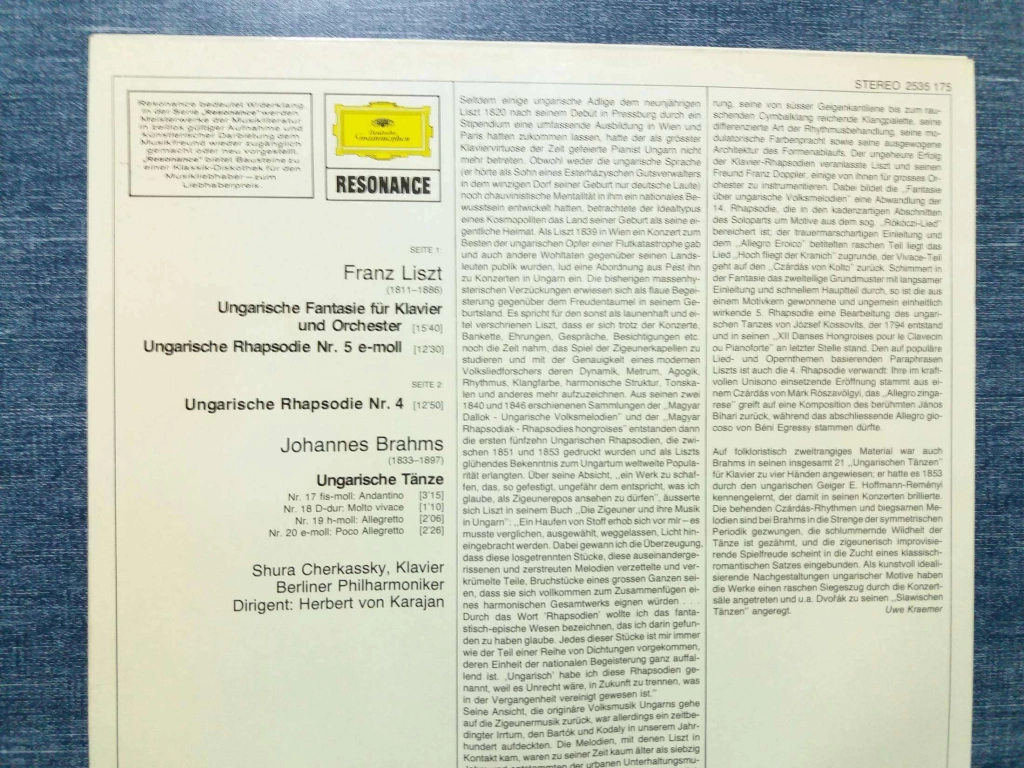 STEREO 2535 175
Resonance bedeutet Widerklang.
In der Serie „Resonance" werden
Meisterwerke der Musikliteratur
in zeitlos gültiger Aufnahme und
künstlerischer Darbietung dem
Musikfreund wieder zugänglich
gemacht oder neu vorgestellt.
„Resonance" bietet Bausteine zu
einer Klassik-Diskothek für den
Musikliebhaber – zum
Liebhaberpreis.
Deutsche
Grammophon
RESONANCE
SEITE 1:
Franz Liszt
(1811–1886)
Ungarische Fantasie für Klavier
und Orchester [15'40]
Ungarische Rhapsodie Nr. 5 e-moll [12'30]
SEITE 2:
Ungarische Rhapsodie Nr. 4 [12'50]
Johannes Brahms
(1833–1897)
Ungarische Tänze
Nr. 17 fis-moll: Andantino [3'15]
Nr. 18 D-dur: Molto vivace [1'10]
Nr. 19 h-moll: Allegretto [2'06]
Nr. 20 e-moll: Poco Allegretto [2'26]
Shura Cherkassky, Klavier
Berliner Philharmoniker
Dirigent: Herbert von Karajan
Seitdem einige ungarische Adlige dem neunjährigen
Liszt 1820 nach seinem Debüt in Pressburg durch ein
Stipendium eine umfassende Ausbildung in Wien und
Paris hatten zukommen lassen, hatte der als grösster
Klaviervirtuose der Zeit gefeierte Pianist Ungarn nicht
mehr betreten. Obwohl weder die ungarische Sprache
(er hörte als Sohn eines Esterházyschen Gutsverwalters
in dem winzigen Dorf seiner Geburt nur deutsche Laute)
noch chauvinistische Mentalität in ihm ein nationales Be-
wusstsein entwickelt hatten, betrachtete der Idealtypus
eines Kosmopoliten das Land seiner Geburt als seine ei-
gentliche Heimat. Als Liszt 1839 in Wien ein Konzert zum
Besten der ungarischen Opfer einer Flutkatastrophe gab
und auch andere Wohltaten gegenüber seinen Lands-
leuten publik wurden, lud eine Abordnung aus Pest ihn
zu Konzerten in Ungarn ein. Die bisherigen massenhy-
sterischen Verzückungen erwiesen sich als flaue Begei-
sterung gegenüber dem Freudentaumel in seinem Ge-
burtsland. Es spricht für den sonst als launenhaft und ei-
tel verschrienen Liszt, dass er sich trotz der Konzerte,
Bankette, Ehrungen, Gespräche, Besichtigungen etc.
noch die Zeit nahm, das Spiel der Zigeunerkapellen zu
studieren und mit der Genauigkeit eines modernen
Volksliedforschers deren Dynamik, Metrum, Agogik,
Rhythmus, Klangfarbe, harmonische Struktur, Tonska-
len und anderes mehr aufzuzeichnen. Aus seinen zwei
1840 und 1846 erschienenen Sammlungen der „Magyar
Dallok - Ungarische Volksmelodien" und der „Magyar
Rhapsodiak - Rhapsodies hongroises" entstanden dann
die ersten fünfzehn Ungarischen Rhapsodien, die zwi-
schen 1851 und 1853 gedruckt wurden und als Liszts
glühendes Bekenntnis zum Ungartum weltweite Popula-
rität erlangten. Über seine Absicht, „ein Werk zu schaf-
fen, das, so gefestigt, ungefähr dem entspricht, was ich
glaube, als Zigeunerepos ansehen zu dürfen", äusserte
sich Liszt in seinem Buch „Die Zigeuner und ihre Musik
in Ungarn": „Ein Haufen von Stoff erhob sich vor mir – es
musste verglichen, ausgewählt, weggelassen, Licht hin-
eingebracht werden. Dabei gewann ich die Überzeugung,
dass diese losgetrennten Stücke, diese auseinanderge-
rissenen und zerstreuten Melodien verzettelte und ver-
krümelte Teile, Bruchstücke eines grossen Ganzen sei-
en, dass sie sich vollkommen zum Zusammenfügen ei-
nes harmonischen Gesamtwerks eignen würden . . .
Durch das Wort 'Rhapsodien' wollte ich das fanta-
stisch-epische Wesen bezeichnen, das ich darin gefun-
den zu haben glaube. Jedes dieser Stücke ist mir immer
wie der Teil einer Reihe von Dichtungen vorgekommen,
deren Einheit der nationalen Begeisterung ganz auffal-
lend ist. 'Ungarisch' habe ich diese Rhapsodien ge-
nannt, weil es Unrecht wäre, in Zukunft zu trennen, was
in der Vergangenheit vereinigt gewesen ist."
Seine Ansicht, die originäre Volksmusik Ungarns gehe
auf die Zigeunermusik zurück, war allerdings ein zeitbe-
dingter Irrtum, den Bartók und Kodaly in unserem Jahr-
hundert aufdeckten. Die Melodien, mit denen Liszt in
Kontakt kam, waren zu seiner Zeit kaum älter als siebzig
Jahre und entstammten der urbanen Unterhaltungsmu-
rung, seine von süsser Geigenkantilene bis zum rau-
schenden Cymbalklang reichende Klangpalette, seine
differenzierte Art der Rhythmusbehandlung, seine mo-
dulatorische Farbenpracht sowie seine ausgewogene
Architektur des Formenablaufs. Der ungeheure Erfolg
der Klavier-Rhapsodien veranlasste Liszt und seinen
Freund Franz Doppler, einige von ihnen für grosses Or-
chester zu instrumentieren. Dabei bildet die „Fantasie
über ungarische Volksmelodien" eine Abwandlung der
14. Rhapsodie, die in den kadenzartigen Abschnitten
des Soloparts um Motive aus dem sog. „Rókóczi-Lied"
bereichert ist; der trauermarschartigen Einleitung und
dem „Allegro Eroico" betitelten raschen Teil liegt das
Lied „Hoch fliegt der Kranich" zugrunde, der Vivace-Teil
geht auf den „Czárdás von Kolto" zurück. Schimmert in
der Fantasie das zweiteilige Grundmuster mit langsamer
Einleitung und schnellem Hauptteil durch, so ist die aus
einem Motivkern gewonnene und ungemein einheitlich
wirkende 5. Rhapsodie eine Bearbeitung des ungari-
schen Tanzes von József Kossovits, der 1794 entstand
und in seinen „XII Danses Hongroises pour le Clavecin
ou Pianoforte" an letzter Stelle stand. Den auf populäre
Lied- und Opernthemen basierenden Paraphrasen
Liszts ist auch die 4. Rhapsodie verwandt: Ihre im kraft-
vollen Unisono einsetzende Eröffnung stammt aus ei-
nem Czárdás von Márk Rószavölgyi, das „Allegro zinga-
rese" greift auf eine Komposition des berühmten János
Bihari zurück, während das abschliessende Allegro gio-
coso von Béni Egressy stammen dürfte.
Auf folkloristisch zweitrangiges Material war auch
Brahms in seinen insgesamt 21 „Ungarischen Tänzen"
für Klavier zu vier Händen angewiesen; er hatte es 1853
durch den ungarischen Geiger E. Hoffmann-Reményi
kennengelernt, der damit in seinen Konzerten brillierte.
Die behenden Czárdás-Rhythmen und biegsamen Me-
lodien sind bei Brahms in die Strenge der symmetrischen
Periodik gezwungen, die schlummernde Wildheit der
Tänze ist gezähmt, und die zigeunerisch improvisie-
rende Spielfreude scheint in die Zucht eines klassisch-
romantischen Satzes eingebunden. Als kunstvoll ideali-
sierende Nachgestaltungen ungarischer Motive haben
die Werke einen raschen Siegeszug durch die Konzert-
säle angetreten und u.a. Dvořák zu seinen „Slawischen
Tänzen" angeregt. Uwe Kraemer